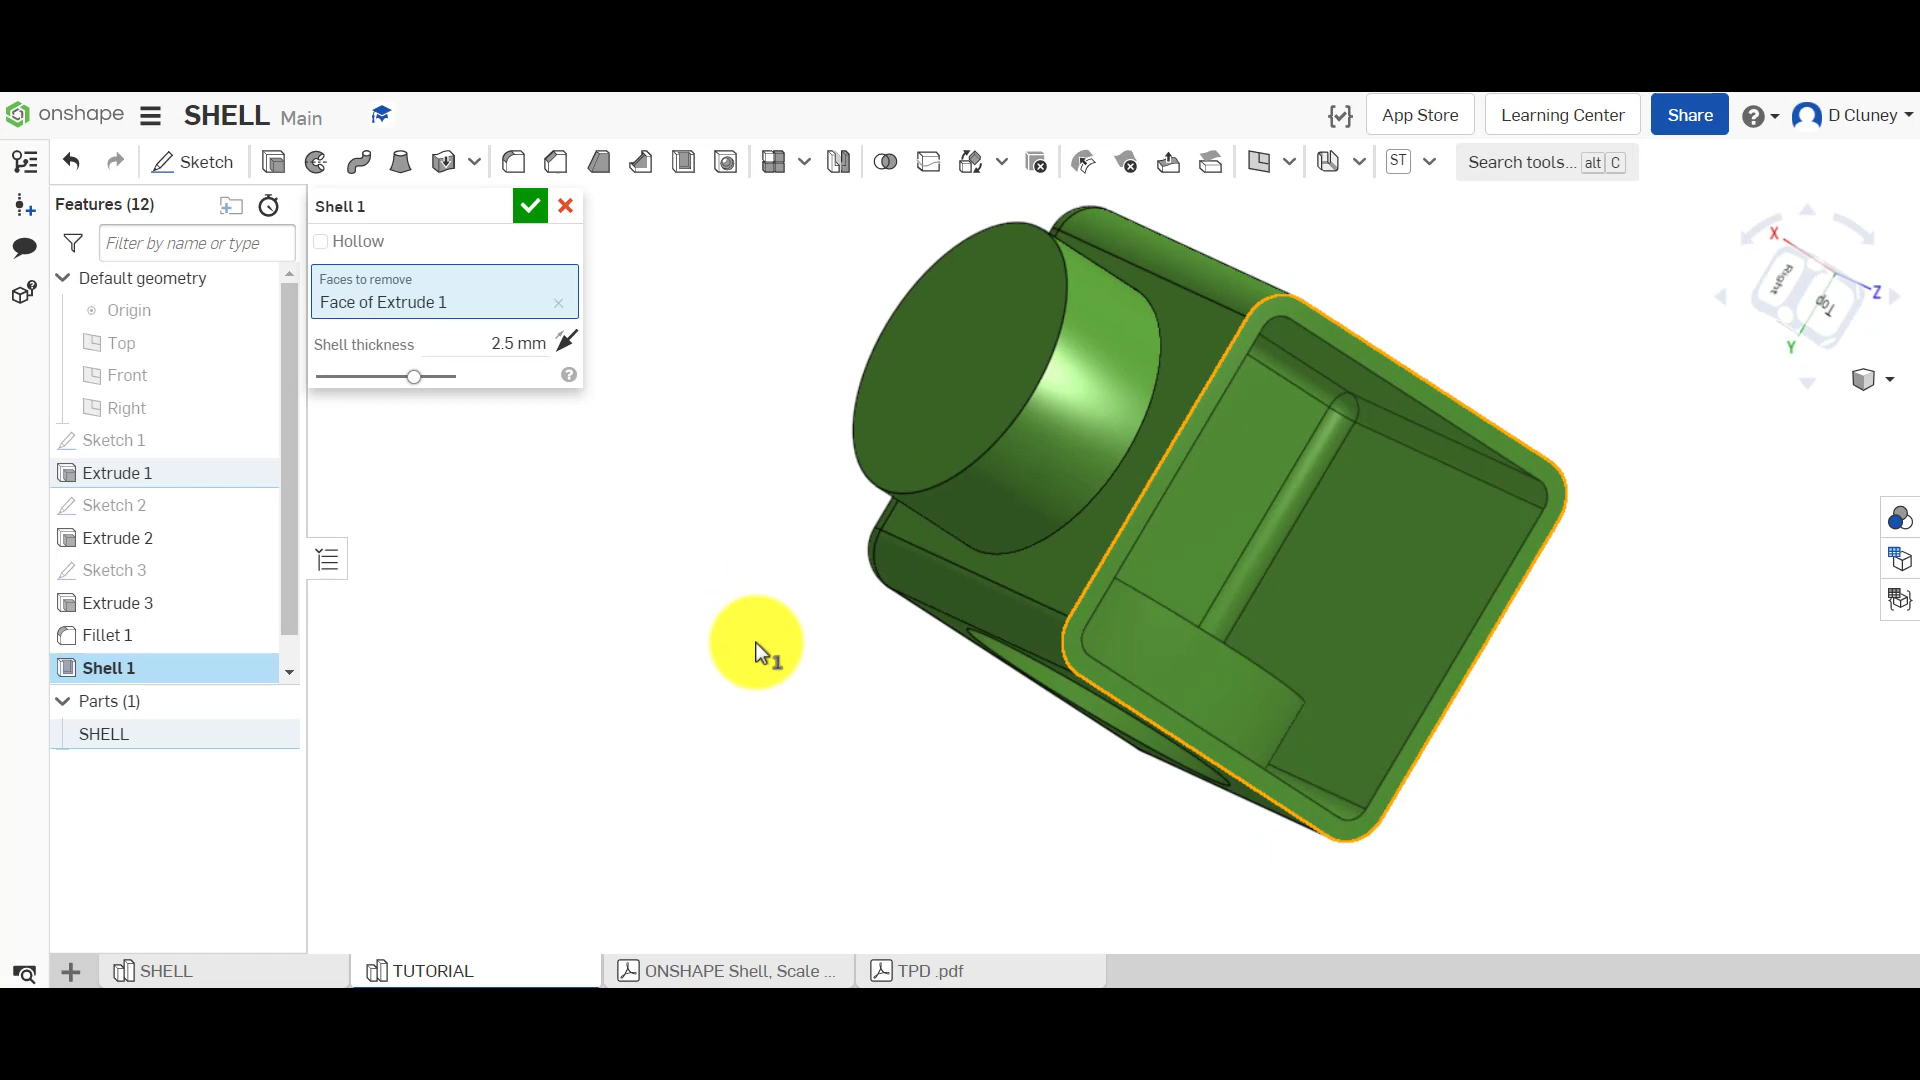 onshape
SHELL Main
App Store
Learning Center
Share
D Cluney
Sketch
ST
Search tools... alt C
Features (12)
Filter by name or type
Default geometry
Origin
Top
Front
Right
Sketch 1
Extrude 1
Sketch 2
Extrude 2
Sketch 3
Extrude 3
Fillet 1
Shell 1
Parts (1)
SHELL
Shell 1
Hollow
Faces to remove
Face of Extrude 1
Shell thickness 2.5 mm
1
X
Z
Y
Right
Top
SHELL
TUTORIAL
ONSHAPE Shell, Scale ...
TPD .pdf